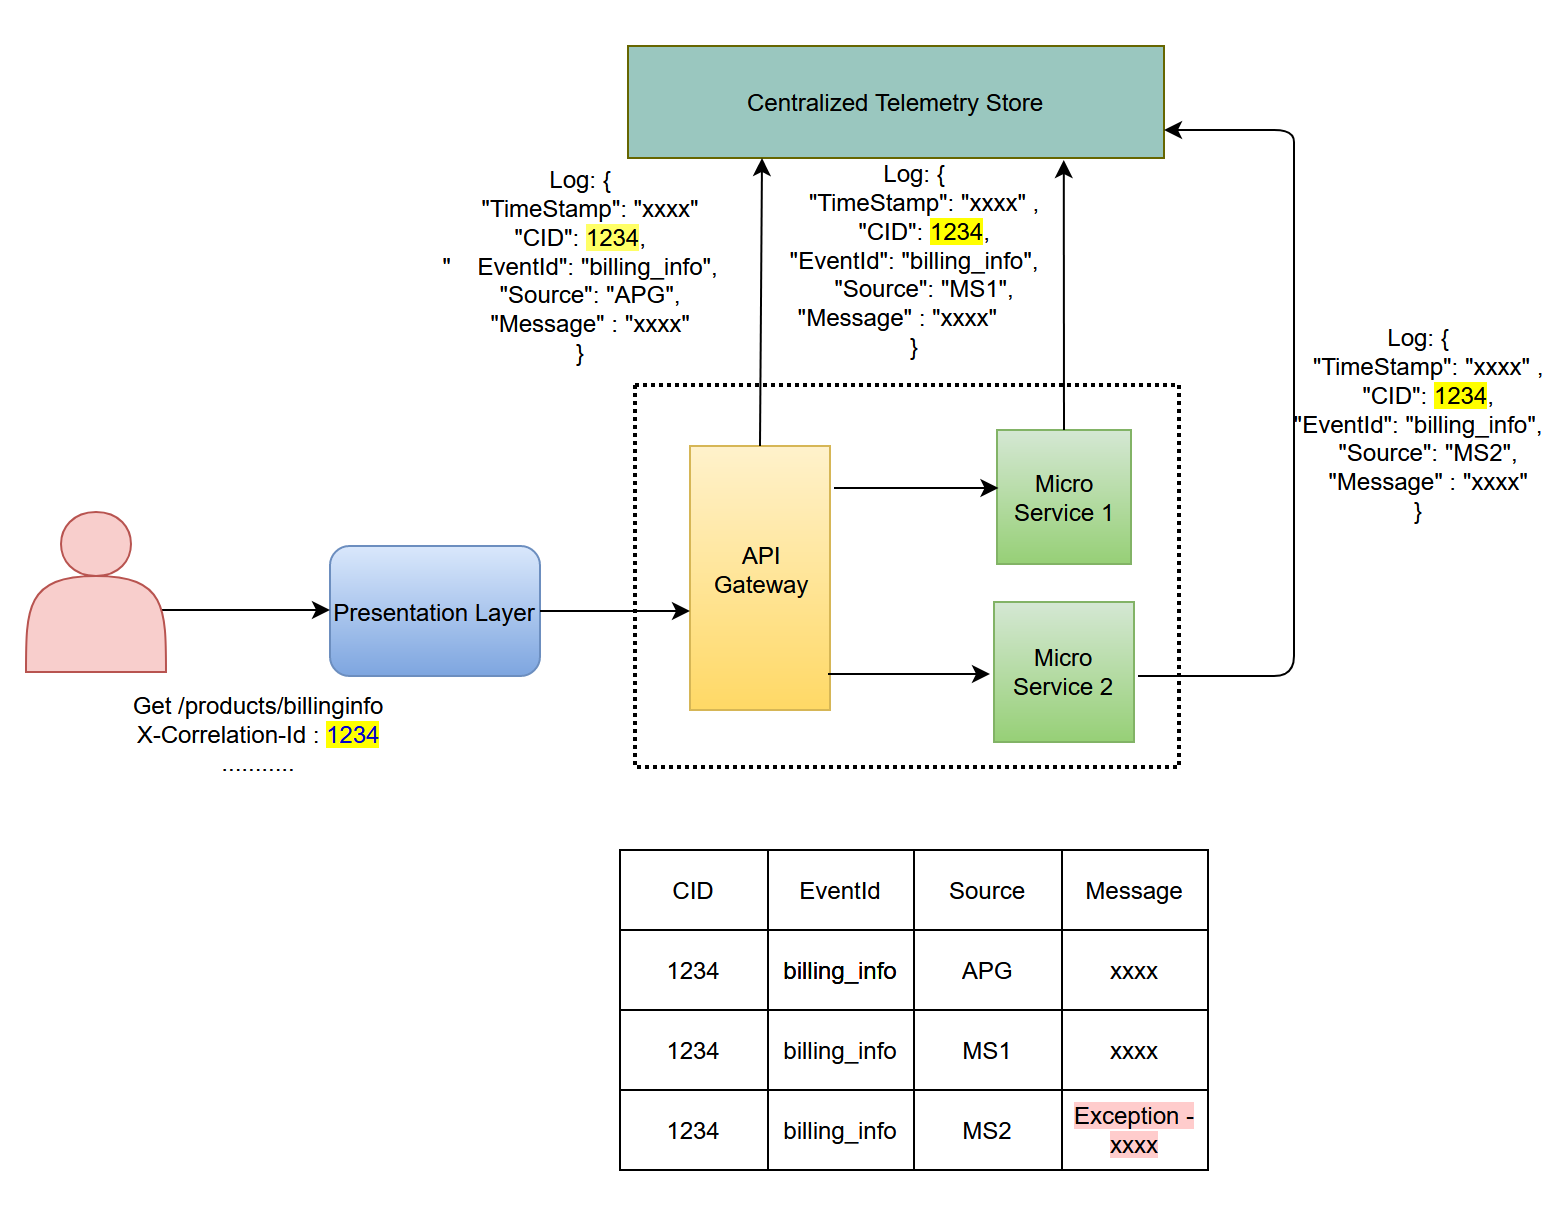 Centralized Telemetry Store
Log: {
"TimeStamp": "xxxx"
"CID": 1234,
" EventId": "billing_info",
"Source": "APG",
"Message" : "xxxx"
}
Log: {
"TimeStamp": "xxxx" ,
"CID": 1234,
"EventId": "billing_info",
"Source": "MS1",
"Message" : "xxxx"
}
Log: {
"TimeStamp": "xxxx" ,
"CID": 1234,
"EventId": "billing_info",
"Source": "MS2",
"Message" : "xxxx"
}
Presentation Layer
API
Gateway
Micro
Service 1
Micro
Service 2
Get /products/billinginfo
X-Correlation-Id : 1234
...........
CID EventId Source Message
1234 billing_info APG xxxx
1234 billing_info MS1 xxxx
1234 billing_info MS2 Exception -
xxxx